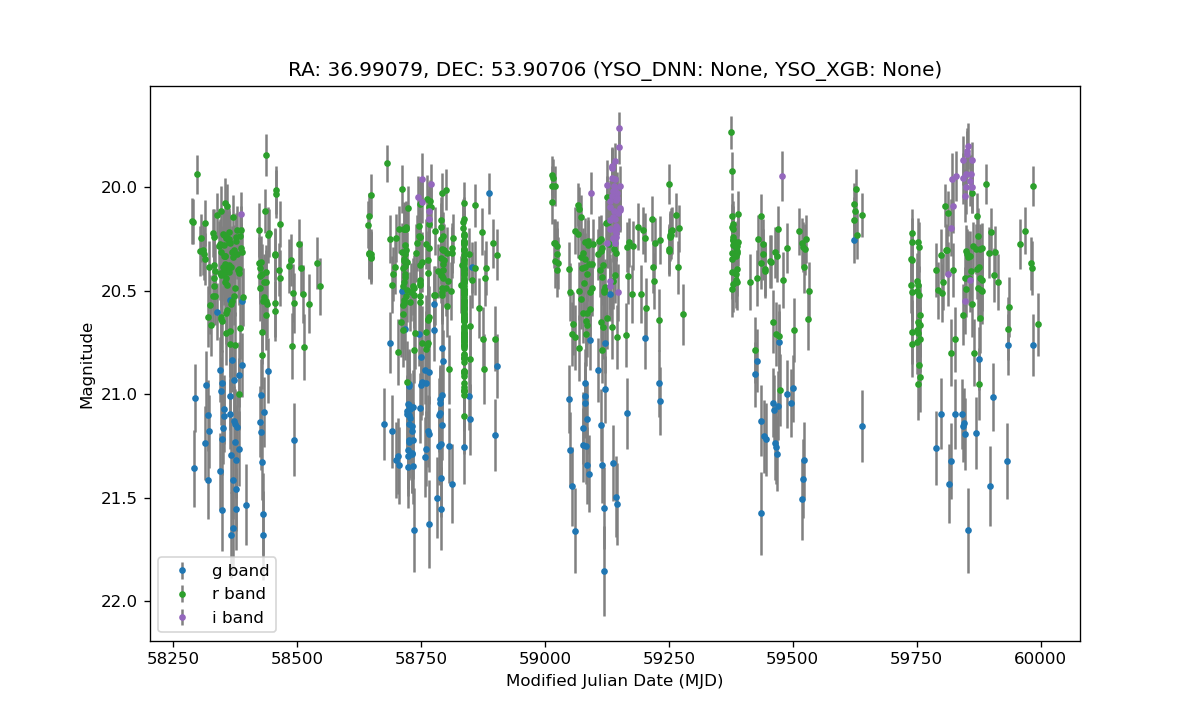 RA: 36.99079, DEC: 53.90706 (YSO_DNN: None, YSO_XGB: None)
Magnitude
20.0
20.5
21.0
21.5
22.0
g band
r band
i band
58250 58500 58750 59000 59250 59500 59750 60000
Modified Julian Date (MJD)